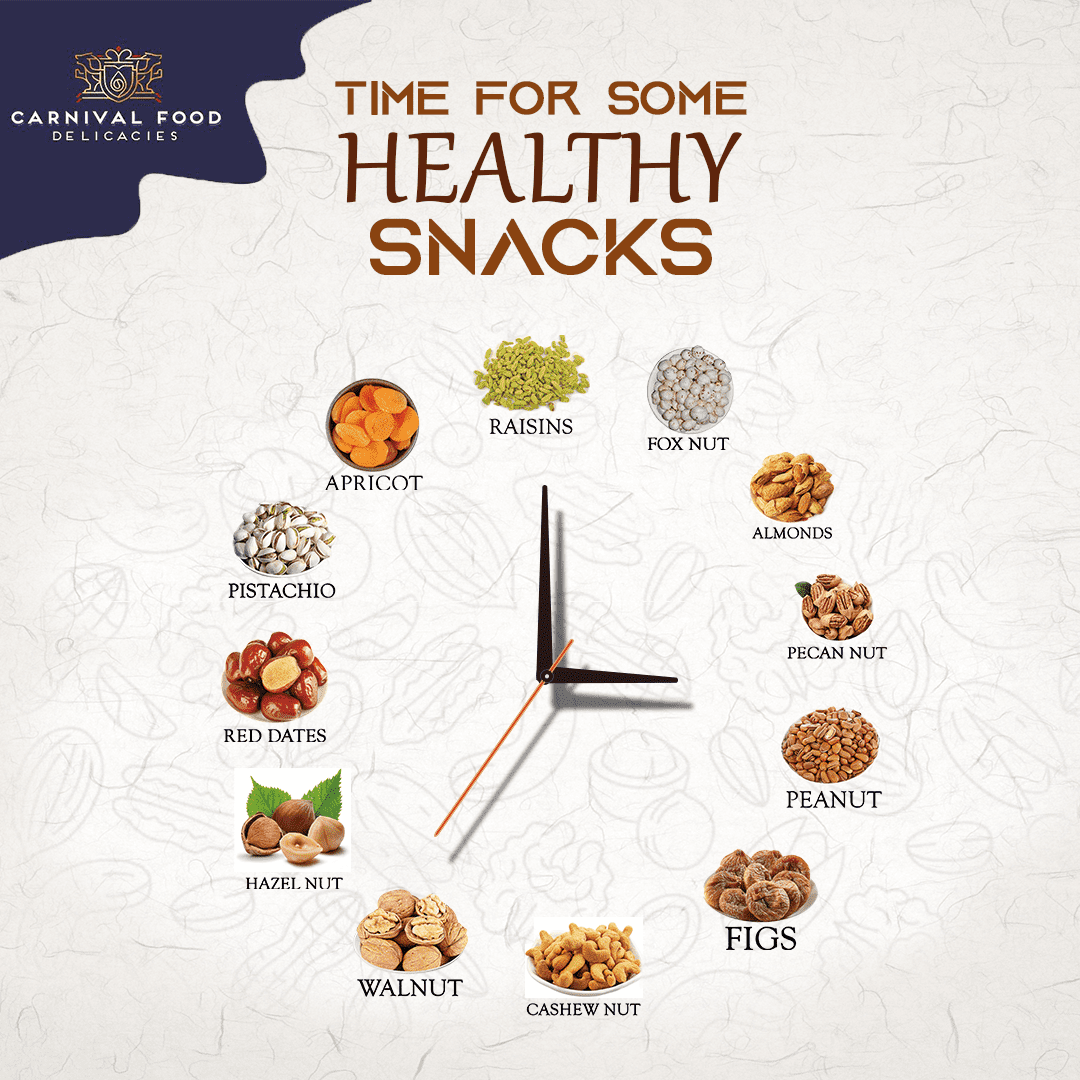 CARNIVAL FOOD
DELICACIES
TIME FOR SOME
HEALTHY
SNACKS
RAISINS
FOX NUT
APRICOT
ALMONDS
PISTACHIO
PECAN NUT
RED DATES
PEANUT
HAZEL NUT
FIGS
WALNUT
CASHEW NUT